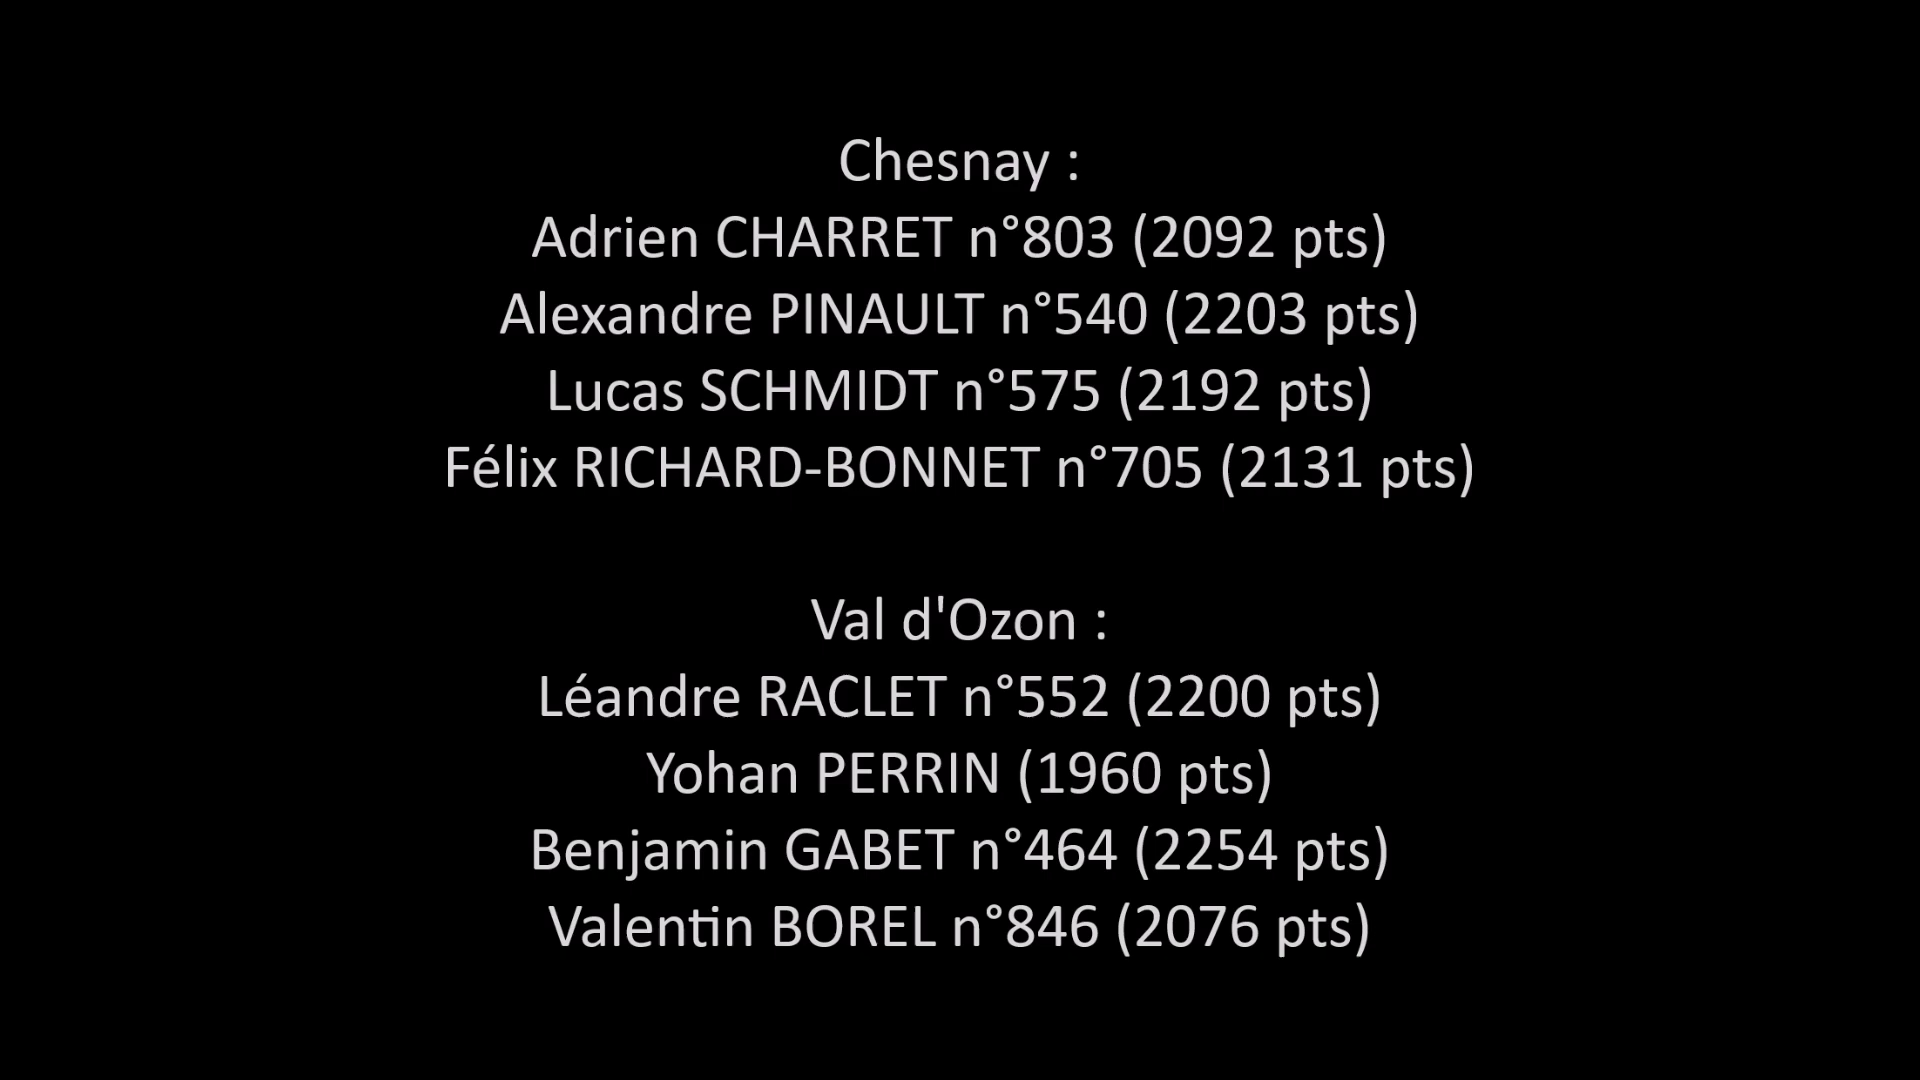 Chesnay :
Adrien CHARRET n°803 (2092 pts)
Alexandre PINAULT n°540 (2203 pts)
Lucas SCHMIDT n°575 (2192 pts)
Félix RICHARD-BONNET n°705 (2131 pts)
Val d'Ozon :
Léandre RACLET n°552 (2200 pts)
Yohan PERRIN (1960 pts)
Benjamin GABET n°464 (2254 pts)
Valentin BOREL n°846 (2076 pts)